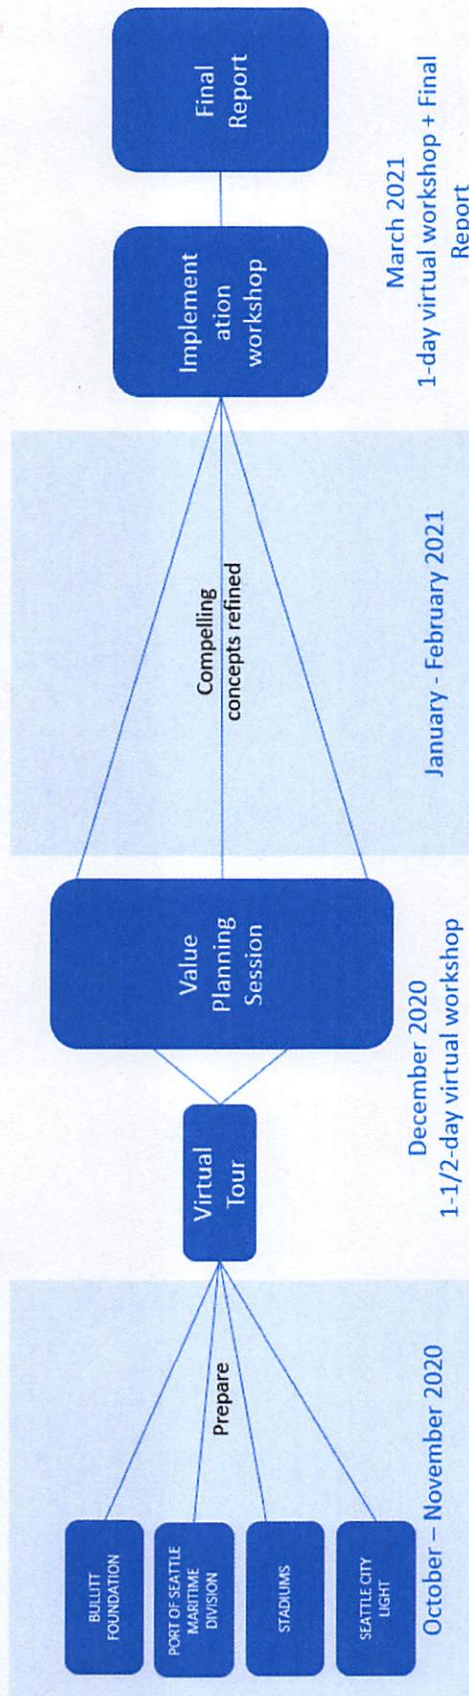 BULLITT
FOUNDATION
PORT OF SEATTLE
MARITIME
DIVISION
STADIUMS
SEATTLE CITY
LIGHT
Prepare
October – November 2020
Virtual
Tour
Value
Planning
Session
December 2020
1-1/2-day virtual workshop
Compelling
concepts refined
January - February 2021
Implement
ation
workshop
Final
Report
March 2021
1-day virtual workshop + Final
Report